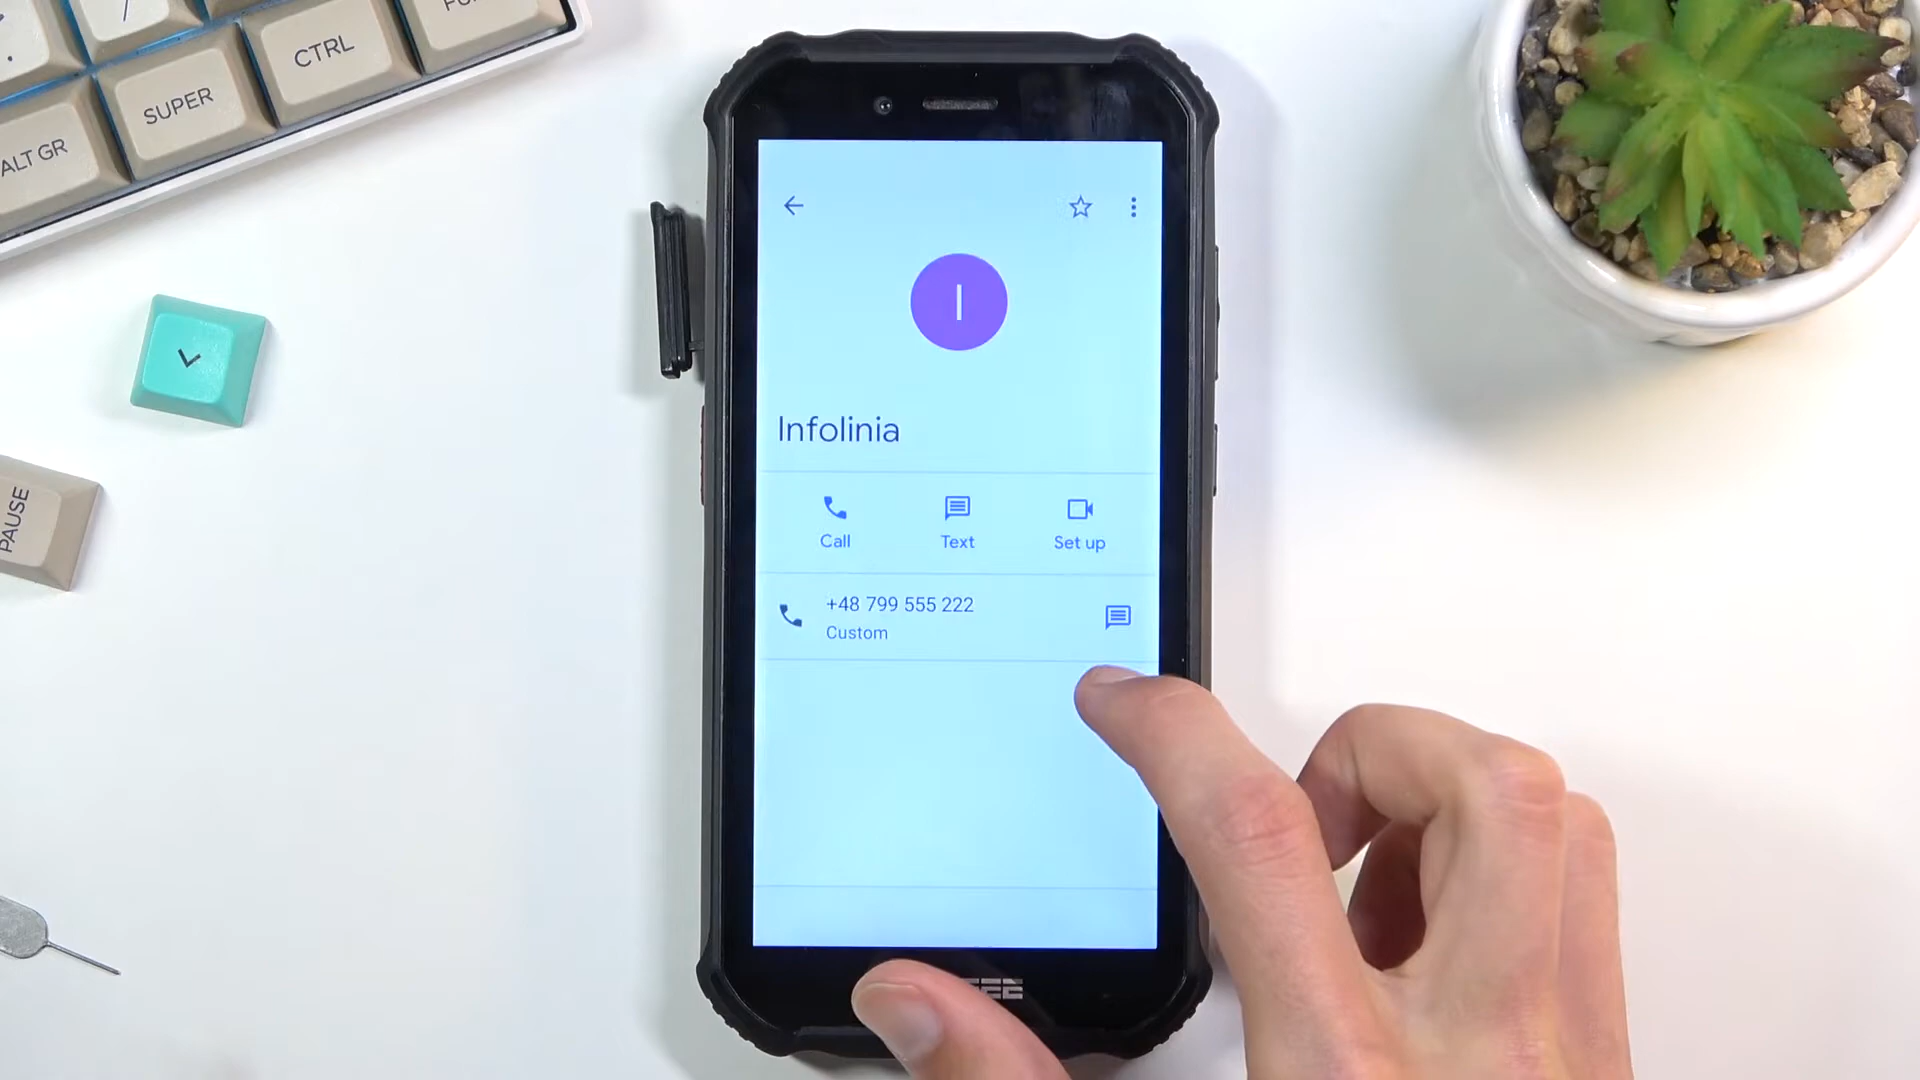 CTRL
SUPER
ALT GR
PAUSE
I
Infolinia
Call
Text
Set up
+48 799 555 222
Custom